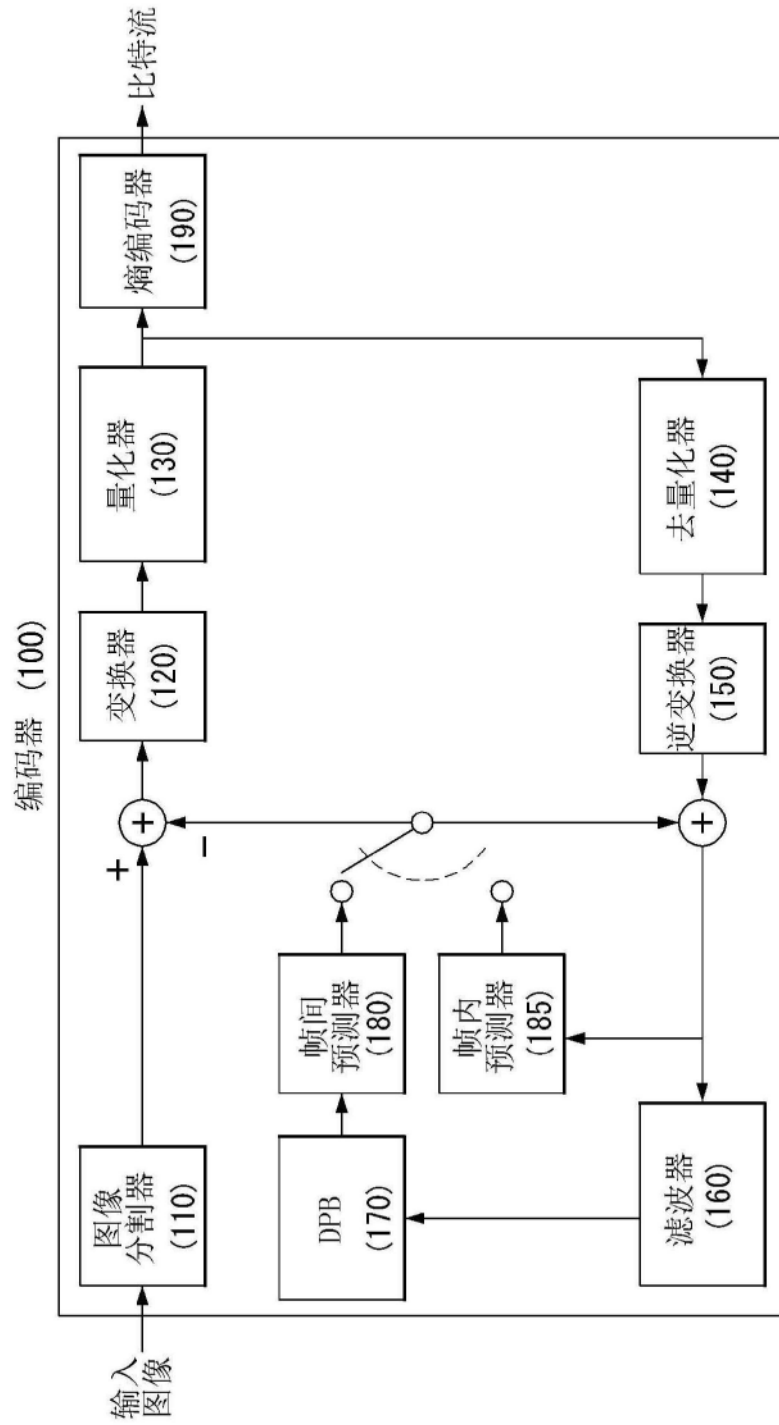 编码器 (100)
输入
图像
图像
分割器
(110)
+
−
+
变换器
(120)
量化器
(130)
熵编码器
(190)
比特流
DPB
(170)
帧间
预测器
(180)
帧内
预测器
(185)
滤波器
(160)
+
逆变换器
(150)
去量化器
(140)